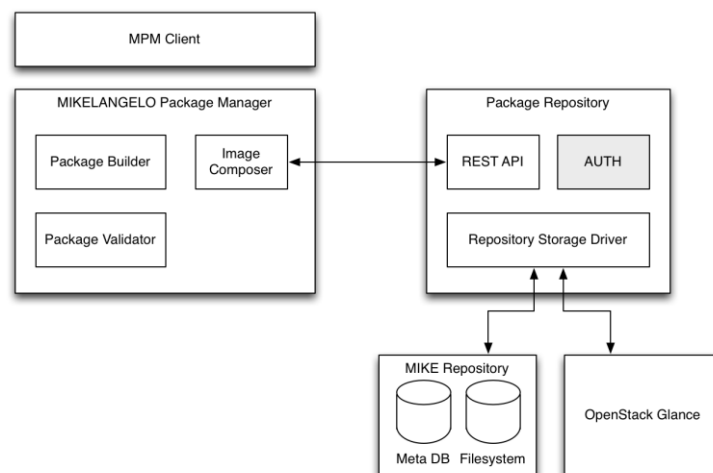 MPM Client
MIKELANGELO Package Manager
Package Builder
Image
Composer
Package Validator
Package Repository
REST API
AUTH
Repository Storage Driver
MIKE Repository
Meta DB
Filesystem
OpenStack Glance